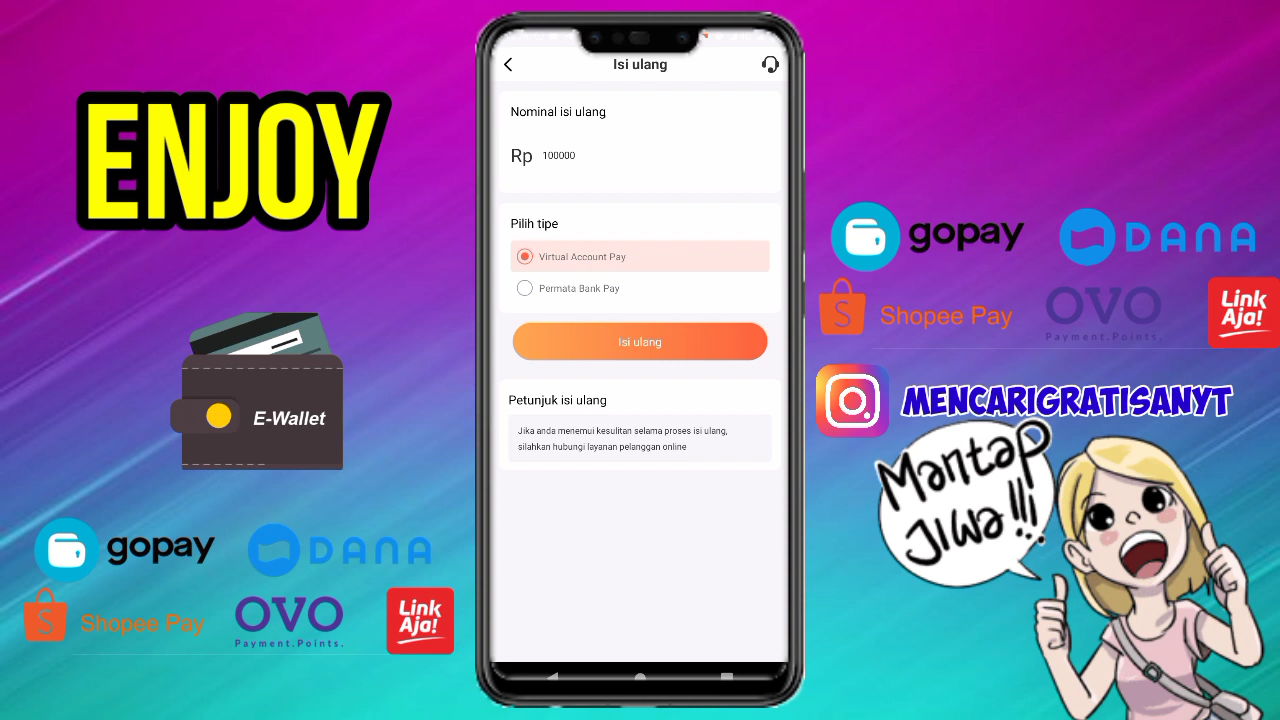 ENJOY
E-Wallet
gopay
DANA
S
Shopee Pay
OVO
Payment.Points.
Link
Aja!
Isi ulang
Nominal isi ulang
Rp 100000
Pilih tipe
Virtual Account Pay
Permata Bank Pay
Isi ulang
Petunjuk isi ulang
Jika anda menemui kesulitan selama proses isi ulang,
silahkan hubungi layanan pelanggan online
gopay
DANA
S
Shopee Pay
OVO
Payment.Points.
Link
Aja!
MENCARIGRATISANYT
Mantap
Jiwa!!!